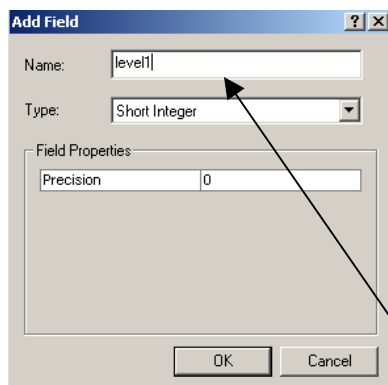 Add Field
Name: level1
Type: Short Integer
Field Properties
Precision 0
OK Cancel